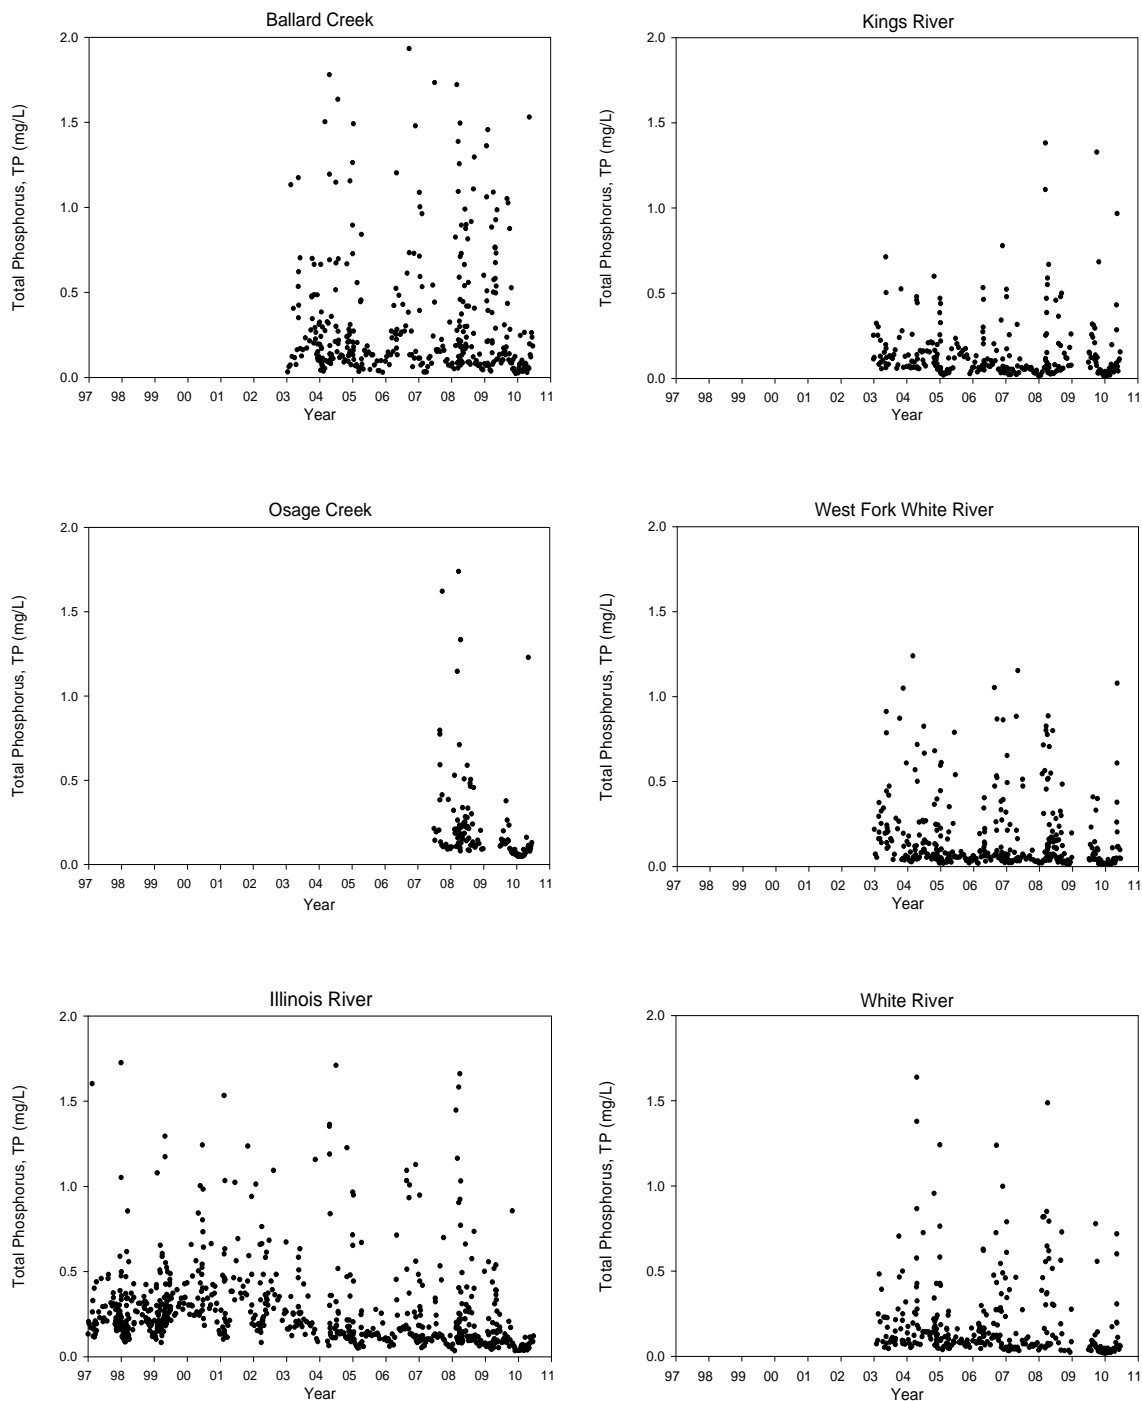 Ballard Creek
Total Phosphorus, TP (mg/L)
2.0
1.5
1.0
0.5
0.0
97 98 99 00 01 02 03 04 05 06 07 08 09 10 11
Year
Kings River
Total Phosphorus, TP (mg/L)
2.0
1.5
1.0
0.5
0.0
97 98 99 00 01 02 03 04 05 06 07 08 09 10 11
Year
Osage Creek
Total Phosphorus, TP (mg/L)
2.0
1.5
1.0
0.5
0.0
97 98 99 00 01 02 03 04 05 06 07 08 09 10 11
Year
West Fork White River
Total Phosphorus, TP (mg/L)
2.0
1.5
1.0
0.5
0.0
97 98 99 00 01 02 03 04 05 06 07 08 09 10 11
Year
Illinois River
Total Phosphorus, TP (mg/L)
2.0
1.5
1.0
0.5
0.0
97 98 99 00 01 02 03 04 05 06 07 08 09 10 11
Year
White River
Total Phosphorus, TP (mg/L)
2.0
1.5
1.0
0.5
0.0
97 98 99 00 01 02 03 04 05 06 07 08 09 10 11
Year